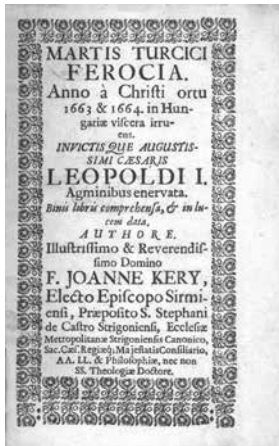 MARTIS TURCICI
FEROCIA.
Anno à Chriſti ortu
1663 & 1664. in Hun-
gariæ viſcera irru-
ens.
INVICTIS QUE AUGUSTIS-
SIMI CÆSARIS
LEOPOLDI I.
Agminibus enervata.
Binis libris comprehenſa, & in lu-
cem data.
AUTHORE.
Illuſtriſſimo & Reverendiſ-
ſimo Domino
F. JOANNE KERY,
Electo Epiſcopo Sirmi-
enſi, Præpoſito S. Stephani
de Caſtro Strigonienſi, Eccleſiæ
Metropolitanæ Strigonienſis Canonico,
Sac. Cæſ. Regiæq; Majeſtatis Conſiliario,
AA. LL. & Philoſophiæ, nec non
SS. Theologiæ Doctore.